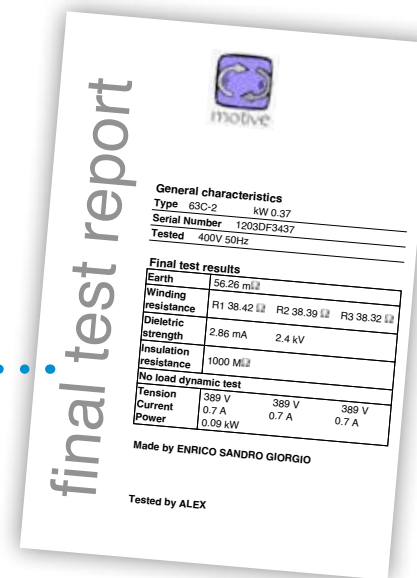 final test report
motive
General characteristics
Type 63C-2 kW 0.37
Serial Number 1203DF3437
Tested 400V 50Hz
Final test results
Earth 56.26 mΩ
Winding resistance R1 38.42 Ω R2 38.39 Ω R3 38.32 Ω
Dieletric strength 2.86 mA 2.4 kV
Insulation resistance 1000 MΩ
No load dynamic test
Tension 389 V 389 V 389 V
Current 0.7 A 0.7 A 0.7 A
Power 0.09 kW
Made by ENRICO SANDRO GIORGIO
Tested by ALEX